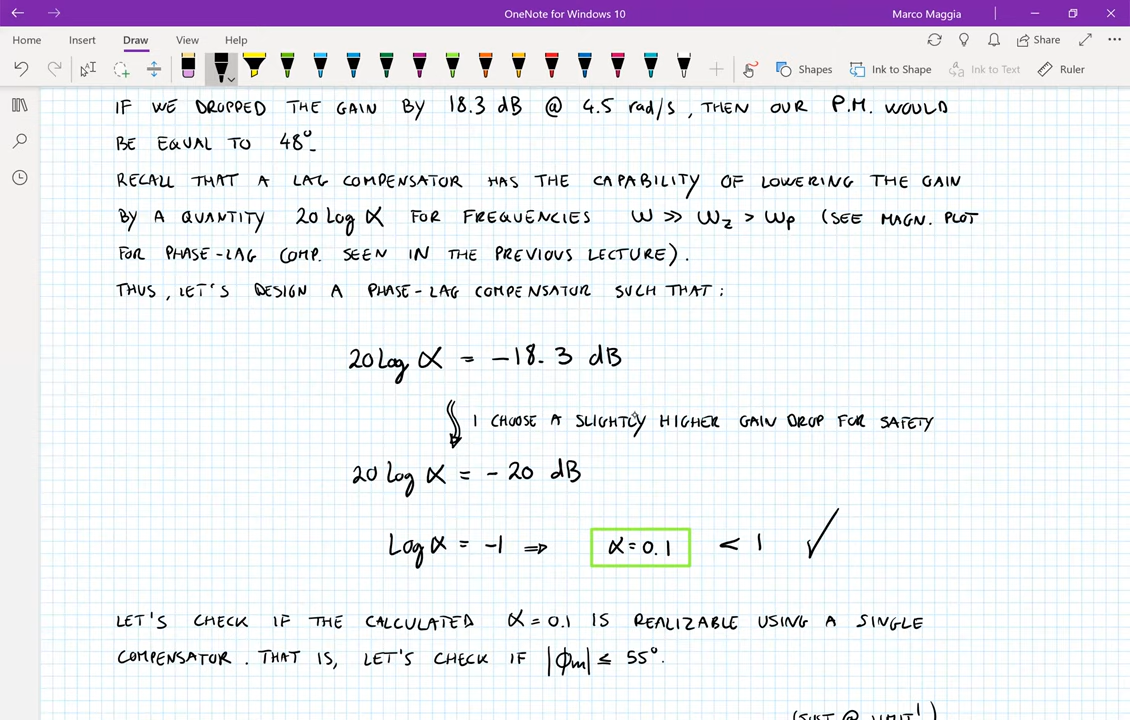 OneNote for Windows 10
Marco Maggia
Home Insert Draw View Help
Share
Shapes Ink to Shape Ink to Text Ruler
IF WE DROPPED THE GAIN BY 18.3 dB @ 4.5 rad/s, THEN OUR P.M. WOULD
BE EQUAL TO 48°
RECALL THAT A LAG COMPENSATOR HAS THE CAPABILITY OF LOWERING THE GAIN
BY A QUANTITY 20 Log α FOR FREQUENCIES ω >> ωz > ωp (SEE MAGN. PLOT
FOR PHASE-LAG COMP. SEEN IN THE PREVIOUS LECTURE).
THUS, LET'S DESIGN A PHASE-LAG COMPENSATOR SUCH THAT:
20 Log α = -18.3 dB
I CHOOSE A SLIGHTLY HIGHER GAIN DROP FOR SAFETY
20 Log α = -20 dB
Log α = -1 ⇒ α = 0.1 < 1 ✓
LET'S CHECK IF THE CALCULATED α = 0.1 IS REALIZABLE USING A SINGLE
COMPENSATOR. THAT IS, LET'S CHECK IF |ϕm| ≤ 55°.